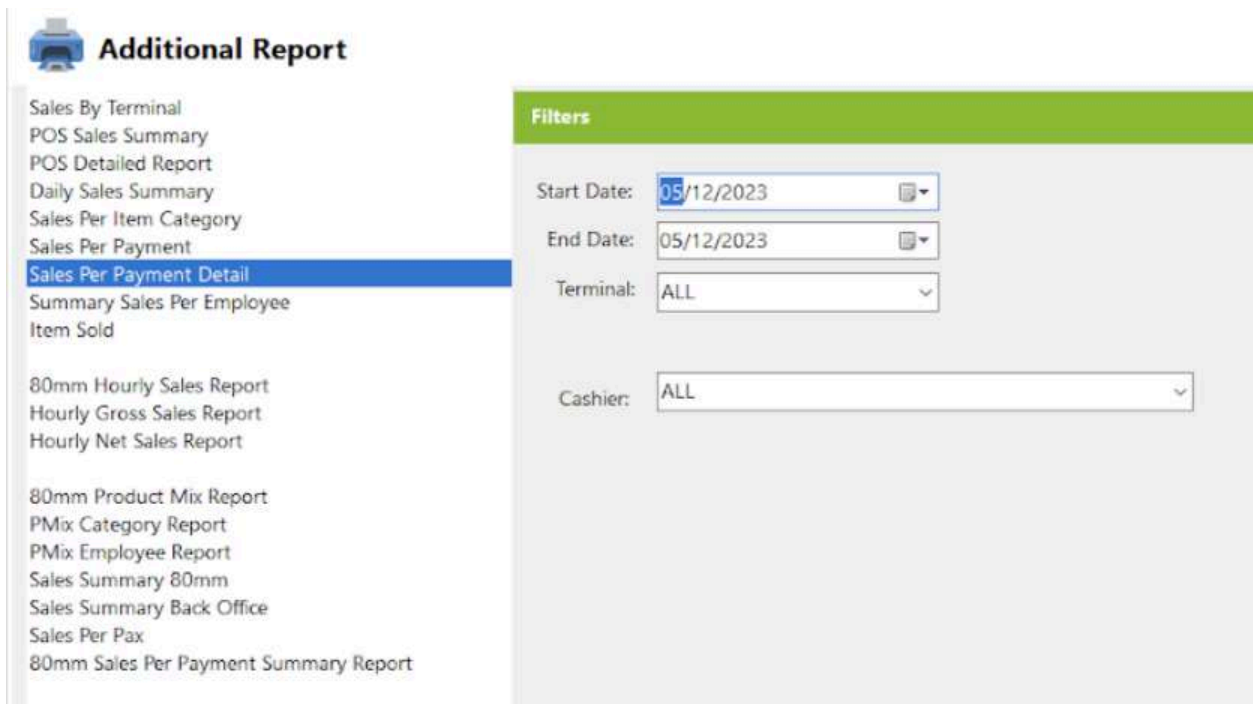 Additional Report
Sales By Terminal
POS Sales Summary
POS Detailed Report
Daily Sales Summary
Sales Per Item Category
Sales Per Payment
Sales Per Payment Detail
Summary Sales Per Employee
Item Sold
80mm Hourly Sales Report
Hourly Gross Sales Report
Hourly Net Sales Report
80mm Product Mix Report
PMix Category Report
PMix Employee Report
Sales Summary 80mm
Sales Summary Back Office
Sales Per Pax
80mm Sales Per Payment Summary Report
Filters
Start Date: 05/12/2023
End Date: 05/12/2023
Terminal: ALL
Cashier: ALL